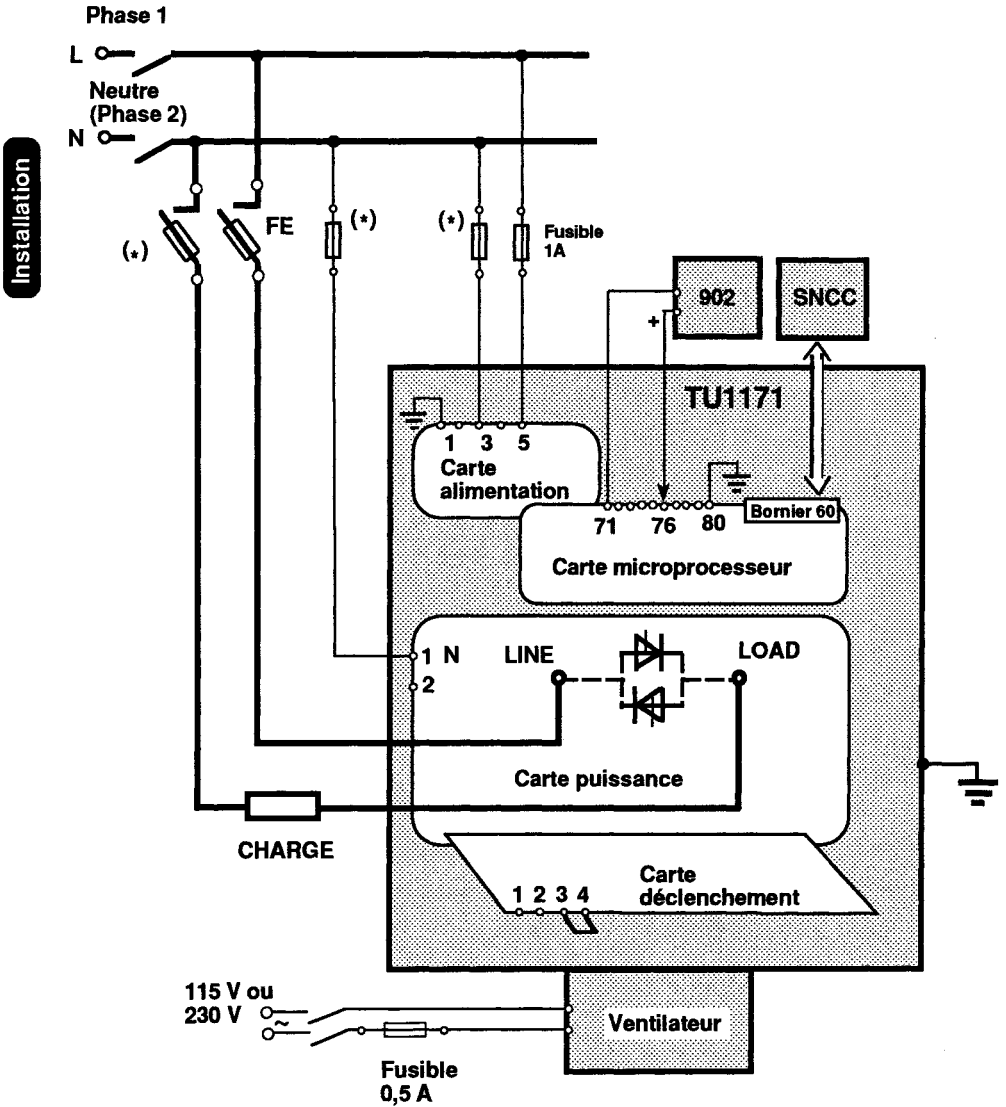 Phase 1
L
Neutre
(Phase 2)
N
Installation
(*)
FE
(*)
(*)
Fusible
1A
902
SNCC
+
TU1171
1 3 5
Carte
alimentation
71 76 80
Bornier 60
Carte microprocesseur
1 N
2
LINE
LOAD
Carte puissance
CHARGE
Carte
déclenchement
1 2 3 4
115 V ou
230 V
~
Ventilateur
Fusible
0,5 A